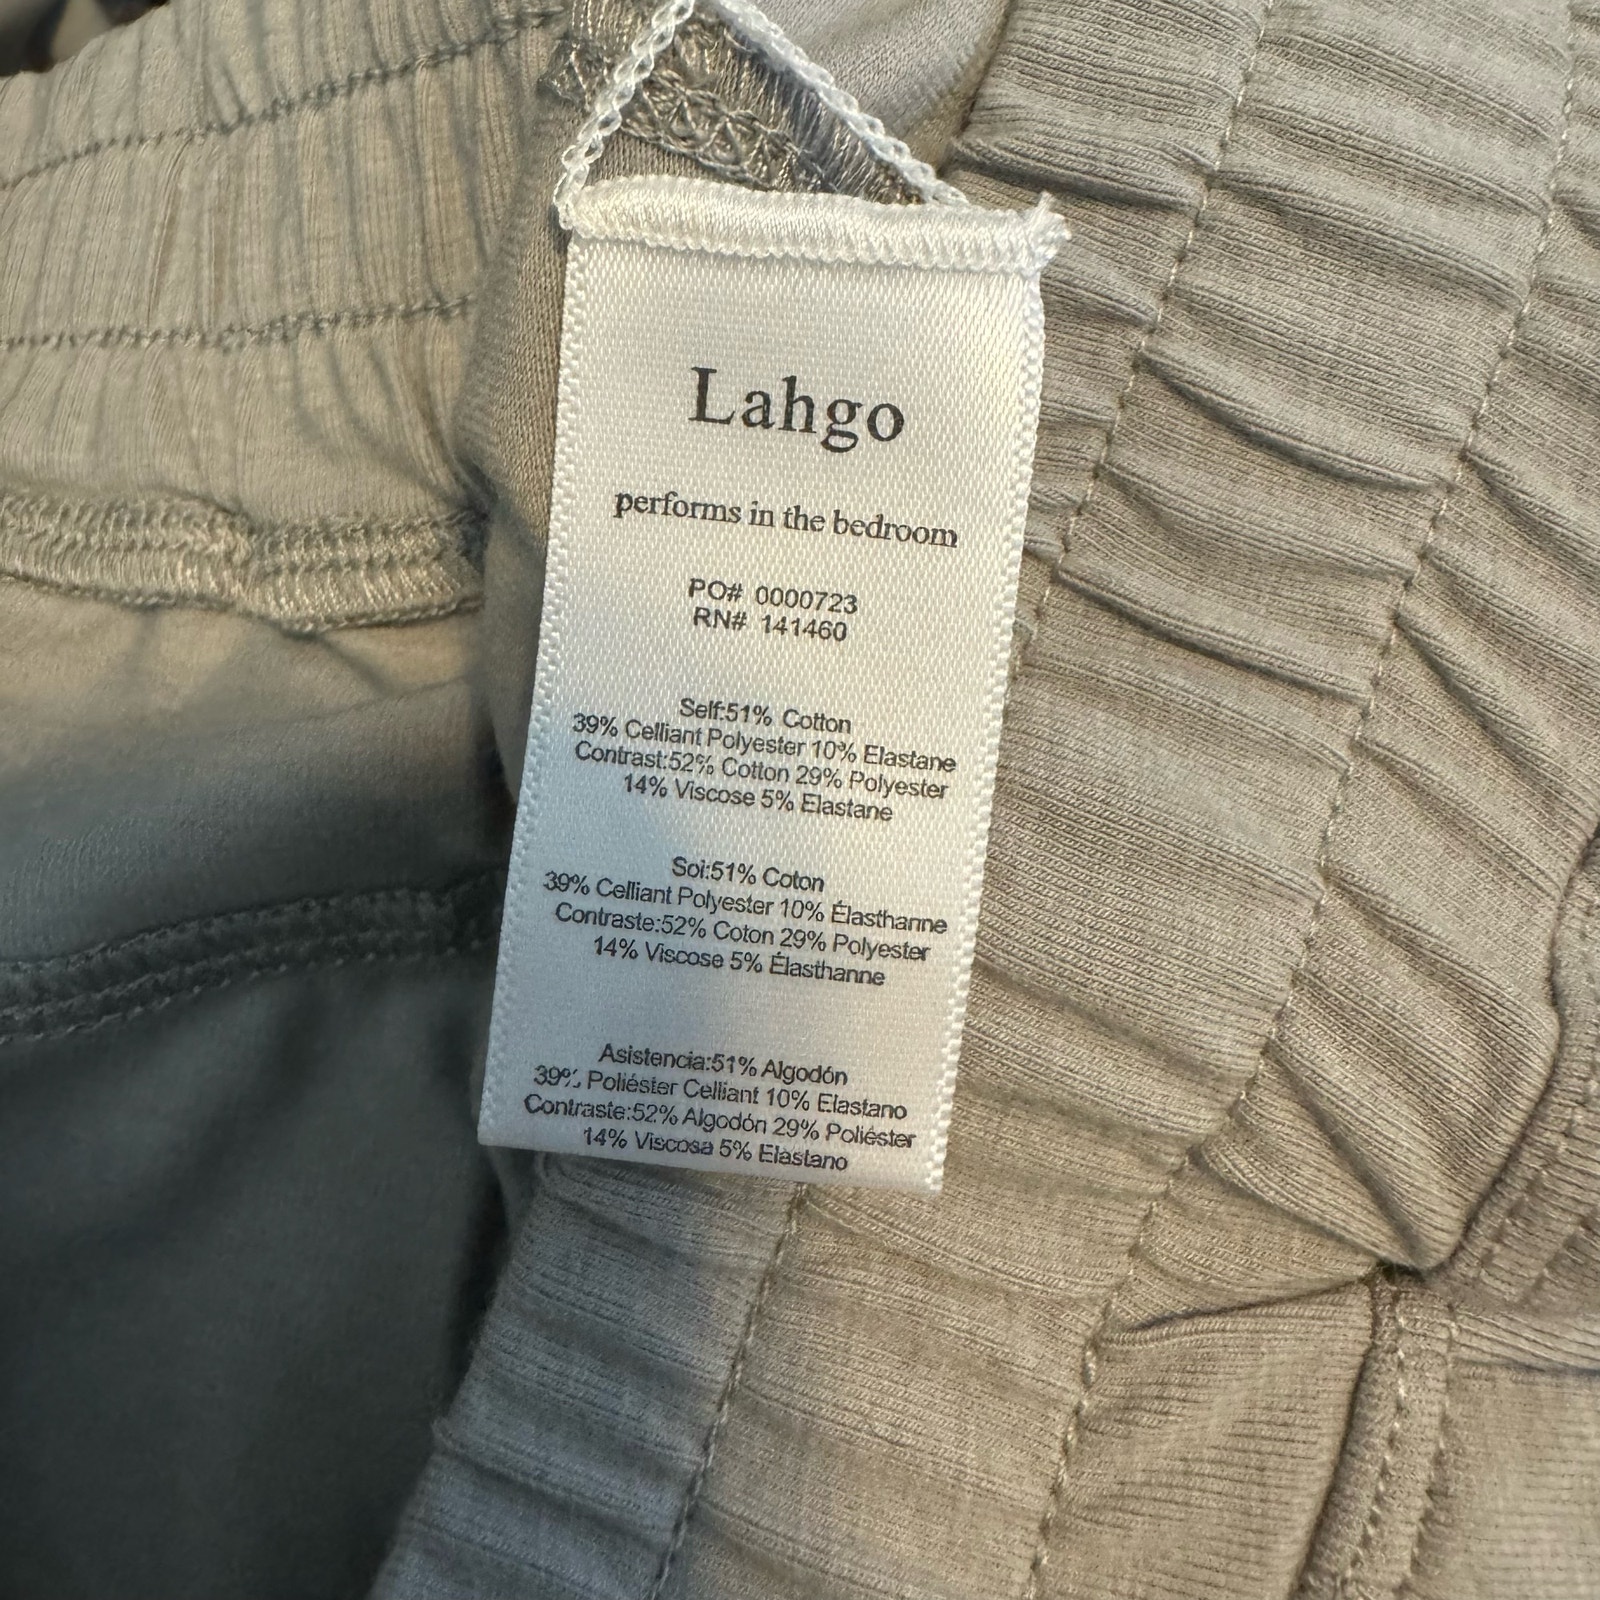 Lahgo
performs in the bedroom
PO# 0000723
RN# 141460
Self:51% Cotton
39% Celliant Polyester 10% Elastane
Contrast:52% Cotton 29% Polyester
14% Viscose 5% Elastane
Soi:51% Coton
39% Celliant Polyester 10% Élasthanne
Contraste:52% Coton 29% Polyester
14% Viscose 5% Élasthanne
Asistencia:51% Algodón
39% Poliéster Celliant 10% Elastano
Contraste:52% Algodón 29% Poliéster
14% Viscosa 5% Elastano